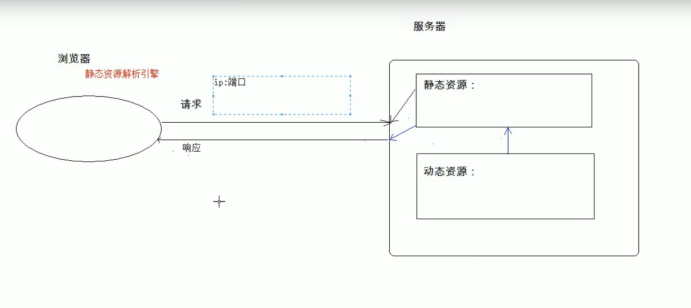 服务器
浏览器
静态资源解析引擎
ip:端口
请求
静态资源：
响应
动态资源：